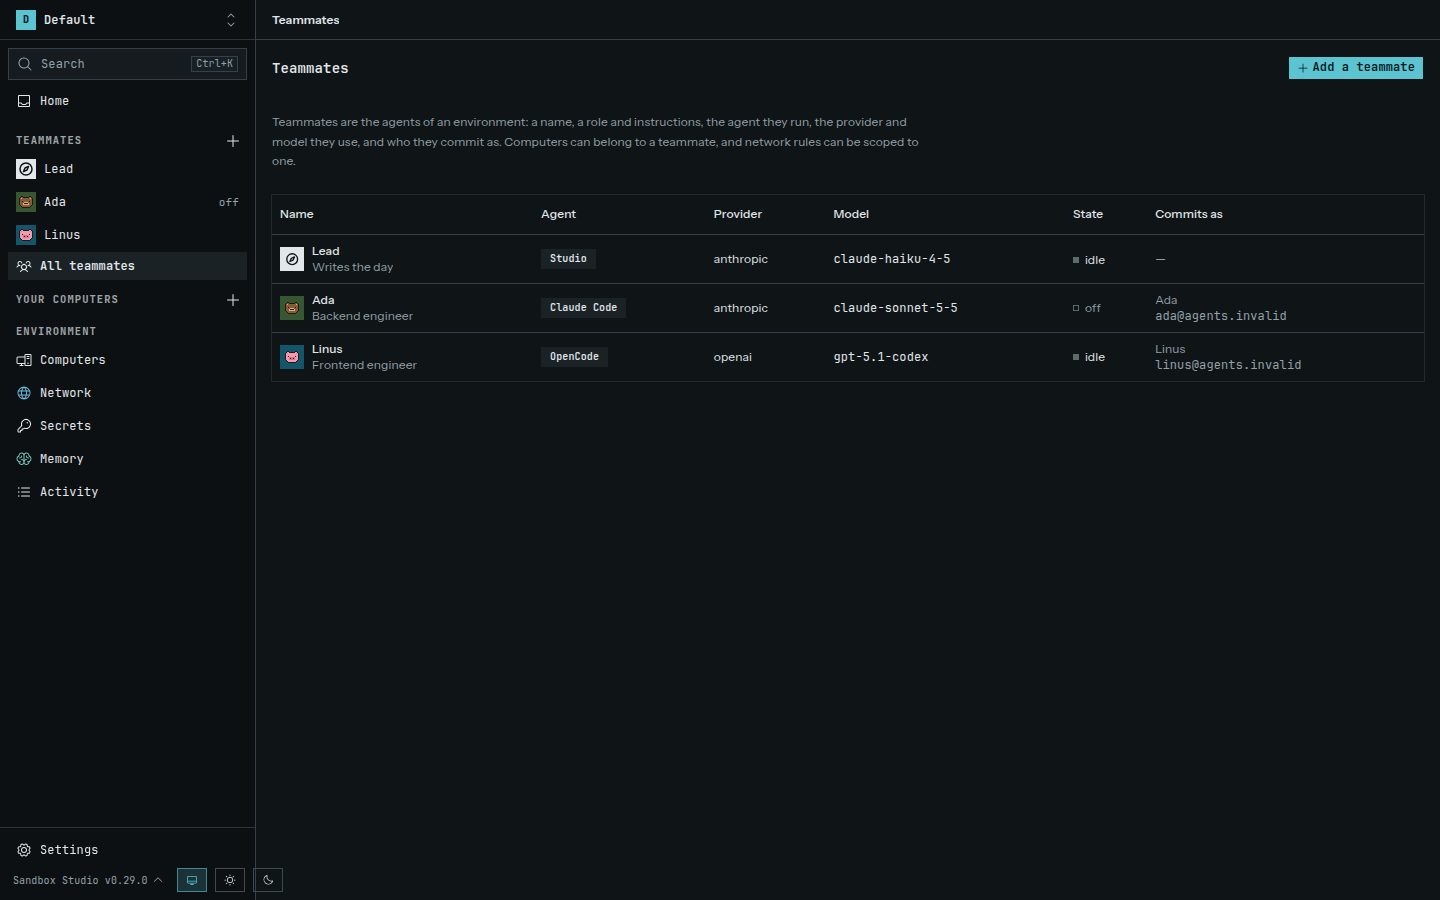 D Default
Search Ctrl+K
Home
TEAMMATES
Lead
Ada off
Linus
All teammates
YOUR COMPUTERS
ENVIRONMENT
Computers
Network
Secrets
Memory
Activity
Settings
Sandbox Studio v0.29.0
Teammates
Teammates
Add a teammate
Teammates are the agents of an environment: a name, a role and instructions, the agent they run, the provider and
model they use, and who they commit as. Computers can belong to a teammate, and network rules can be scoped to
one.
Name Agent Provider Model State Commits as
Lead
Writes the day
Studio anthropic claude-haiku-4-5 idle —
Ada
Backend engineer
Claude Code anthropic claude-sonnet-5-5 off
Ada
ada@agents.invalid
Linus
Frontend engineer
OpenCode openai gpt-5.1-codex idle
Linus
linus@agents.invalid